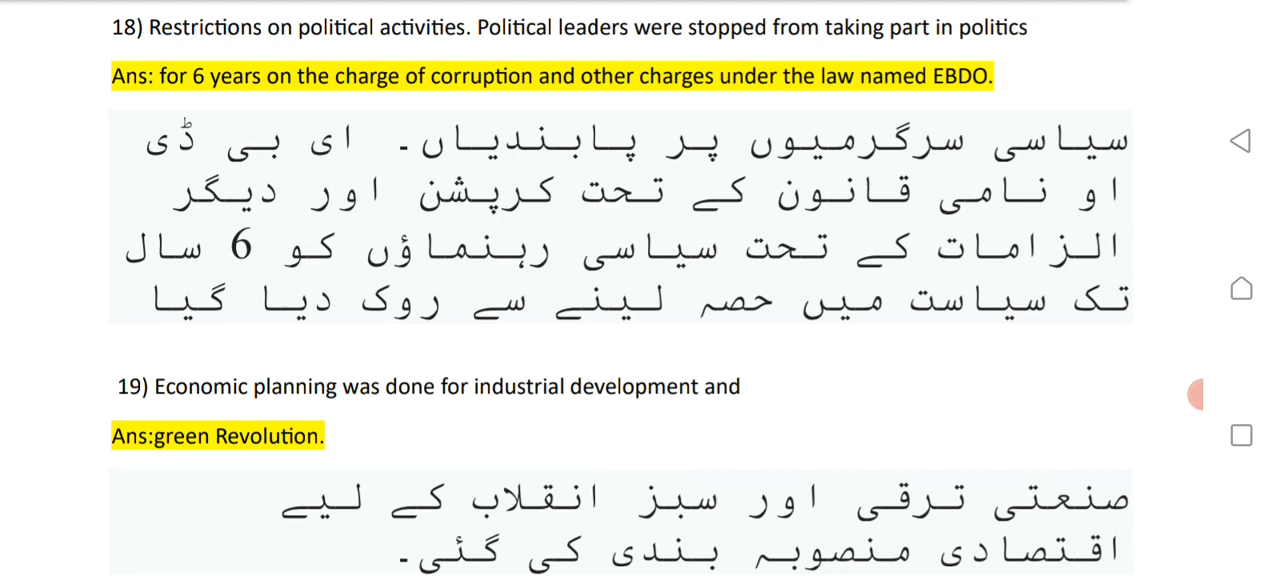 18) Restrictions on political activities. Political leaders were stopped from taking part in politics
Ans: for 6 years on the charge of corruption and other charges under the law named EBDO.
سیاسی سرگرمیوں پر پابندیاں۔ ای بی ڈی
او نامی قانون کے تحت کرپشن اور دیگر
الزامات کے تحت سیاسی رہنماؤں کو 6 سال
تک سیاست میں حصہ لینے سے روک دیا گیا
19) Economic planning was done for industrial development and
Ans:green Revolution.
صنعتی ترقی اور سبز انقلاب کے لیے
اقتصادی منصوبہ بندی کی گئی۔